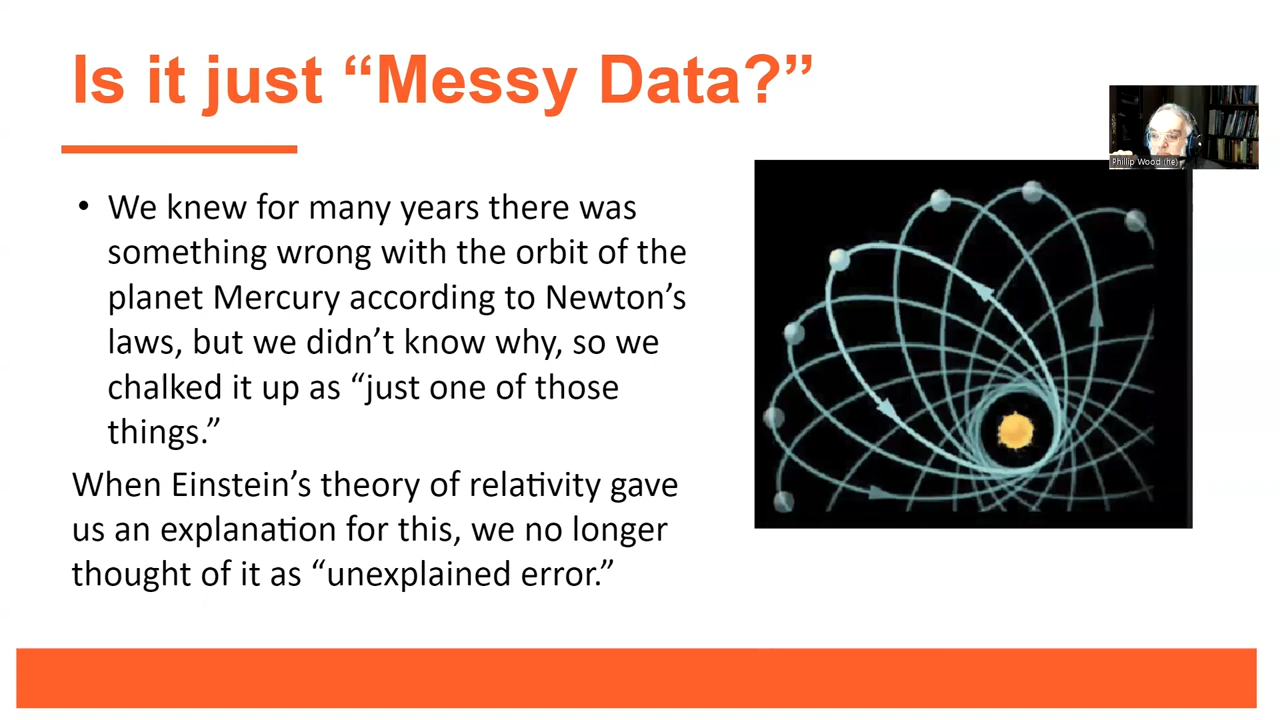 Is it just “Messy Data?”
Phillip Wood (he)
• We knew for many years there was
something wrong with the orbit of the
planet Mercury according to Newton’s
laws, but we didn’t know why, so we
chalked it up as “just one of those
things.”
When Einstein’s theory of relativity gave
us an explanation for this, we no longer
thought of it as “unexplained error.”